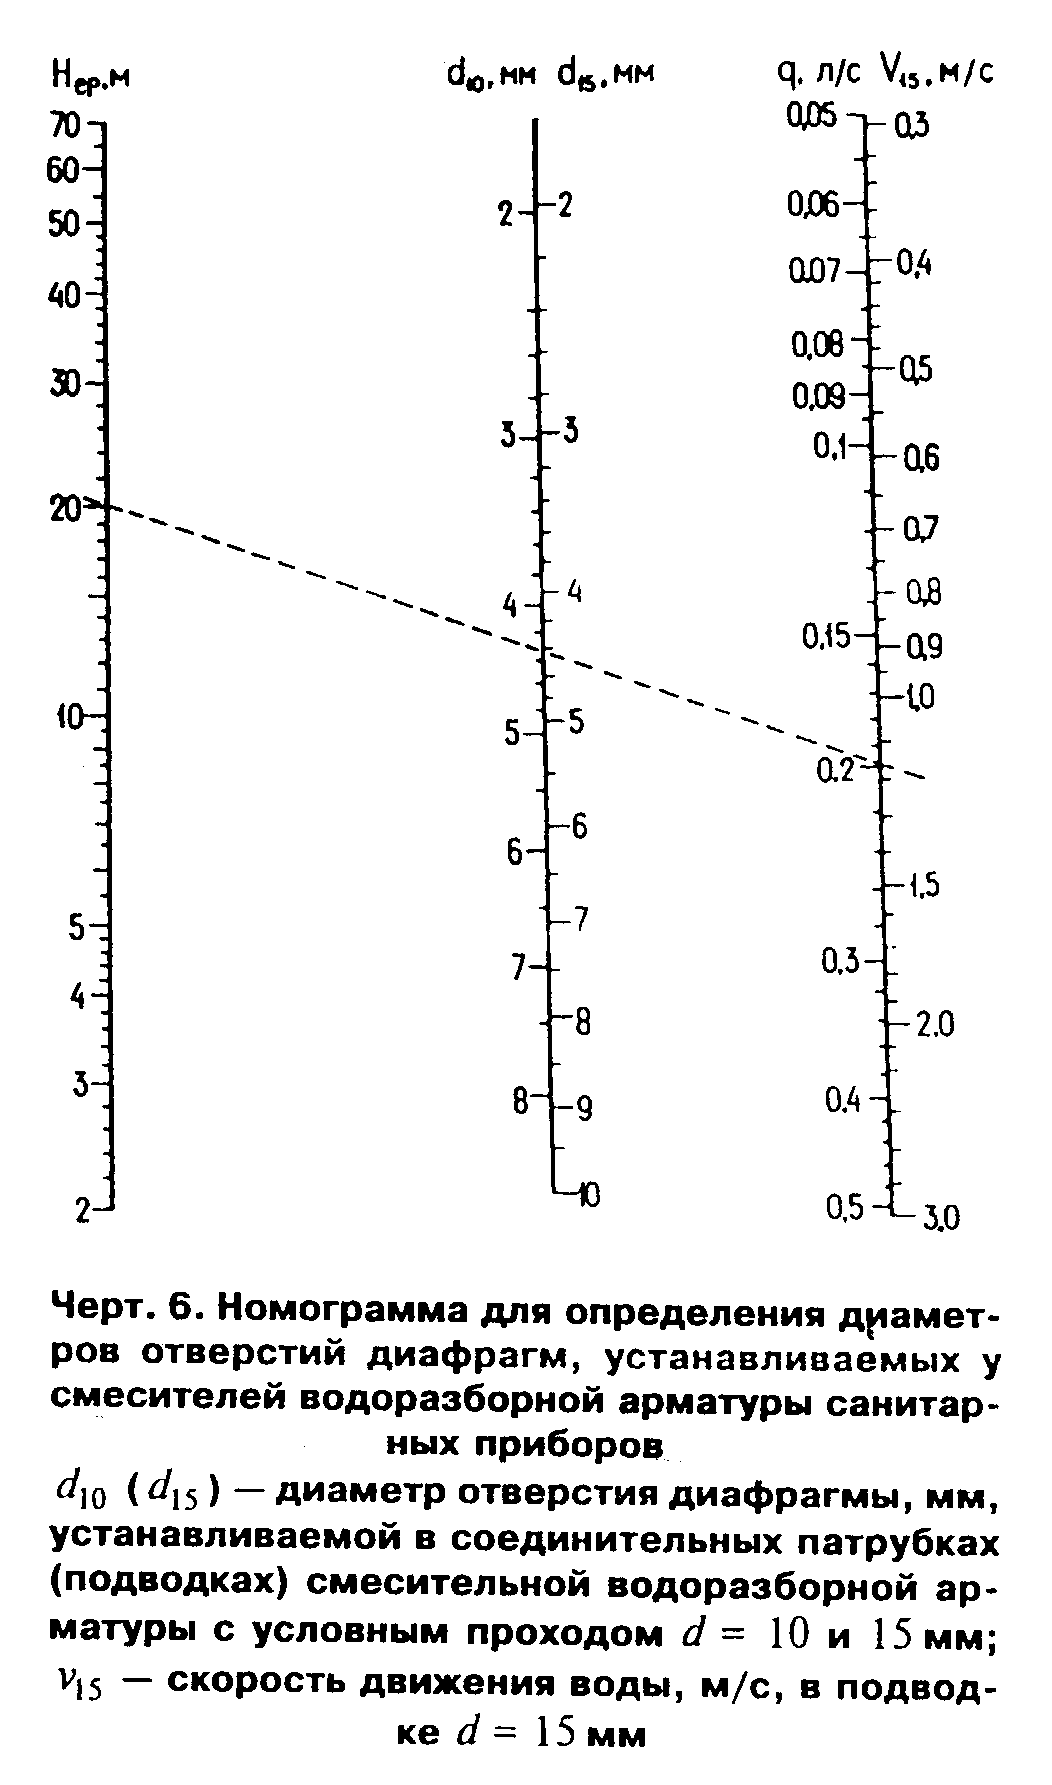 Hер.м d10,мм d15,мм q, л/с V15,м/с
70 0,05 0,3
60
50 2 2 0,06
40 0,07 0,4
30 0,08 0,5
0,09
3 3 0,1 0,6
20 0,7
4 4 0,8
0,15 0,9
10 5 5 1,0
0.2
6 6
5 7 1,5
7 0,3
4 8 2.0
3 8 9 0.4
2 10 0,5 3,0
Черт. 6. Номограмма для определения диамет-
ров отверстий диафрагм, устанавливаемых у
смесителей водоразборной арматуры санитар-
ных приборов
d10 (d15) — диаметр отверстия диафрагмы, мм,
устанавливаемой в соединительных патрубках
(подводках) смесительной водоразборной ар-
матуры с условным проходом d = 10 и 15 мм;
V15 — скорость движения воды, м/с, в подвод-
ке d = 15 мм